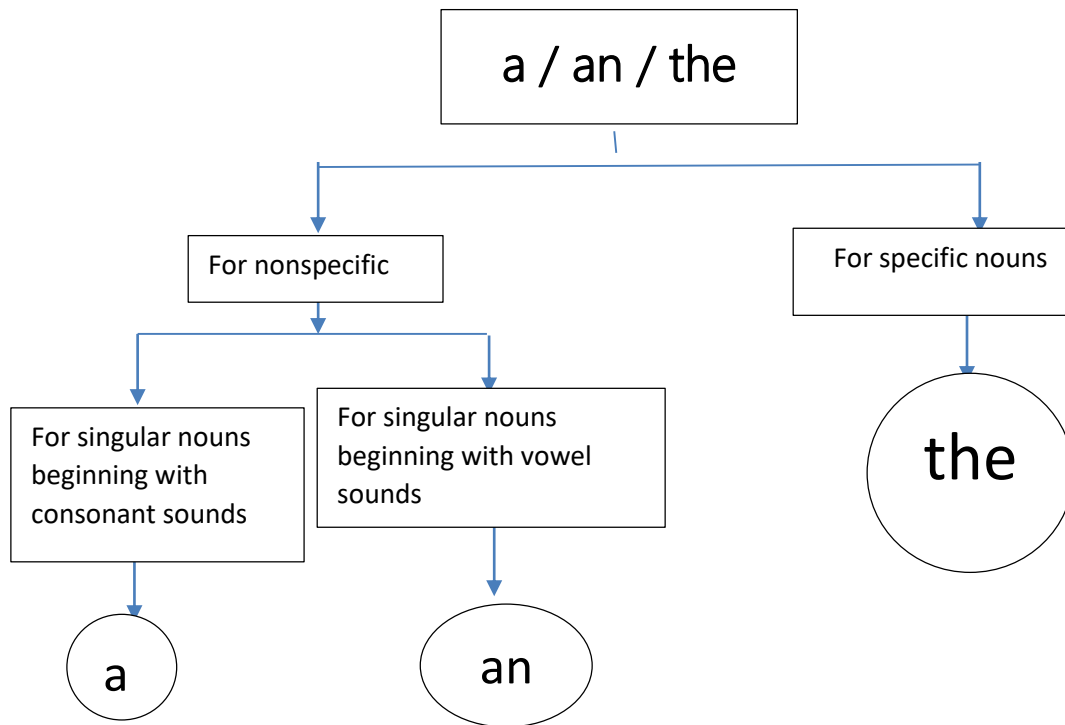 a / an / the
For nonspecific
For specific nouns
For singular nouns
beginning with
consonant sounds
For singular nouns
beginning with vowel
sounds
the
a
an